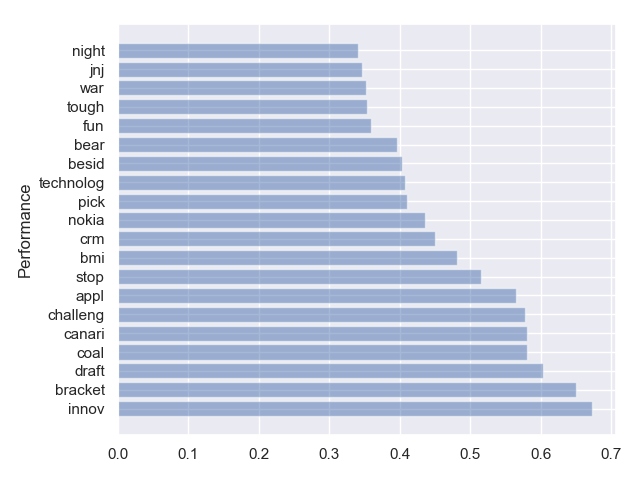 night
jnj
war
tough
fun
bear
besid
technolog
pick
nokia
crm
bmi
stop
appl
challeng
canari
coal
draft
bracket
innov
Performance
0.0 0.1 0.2 0.3 0.4 0.5 0.6 0.7